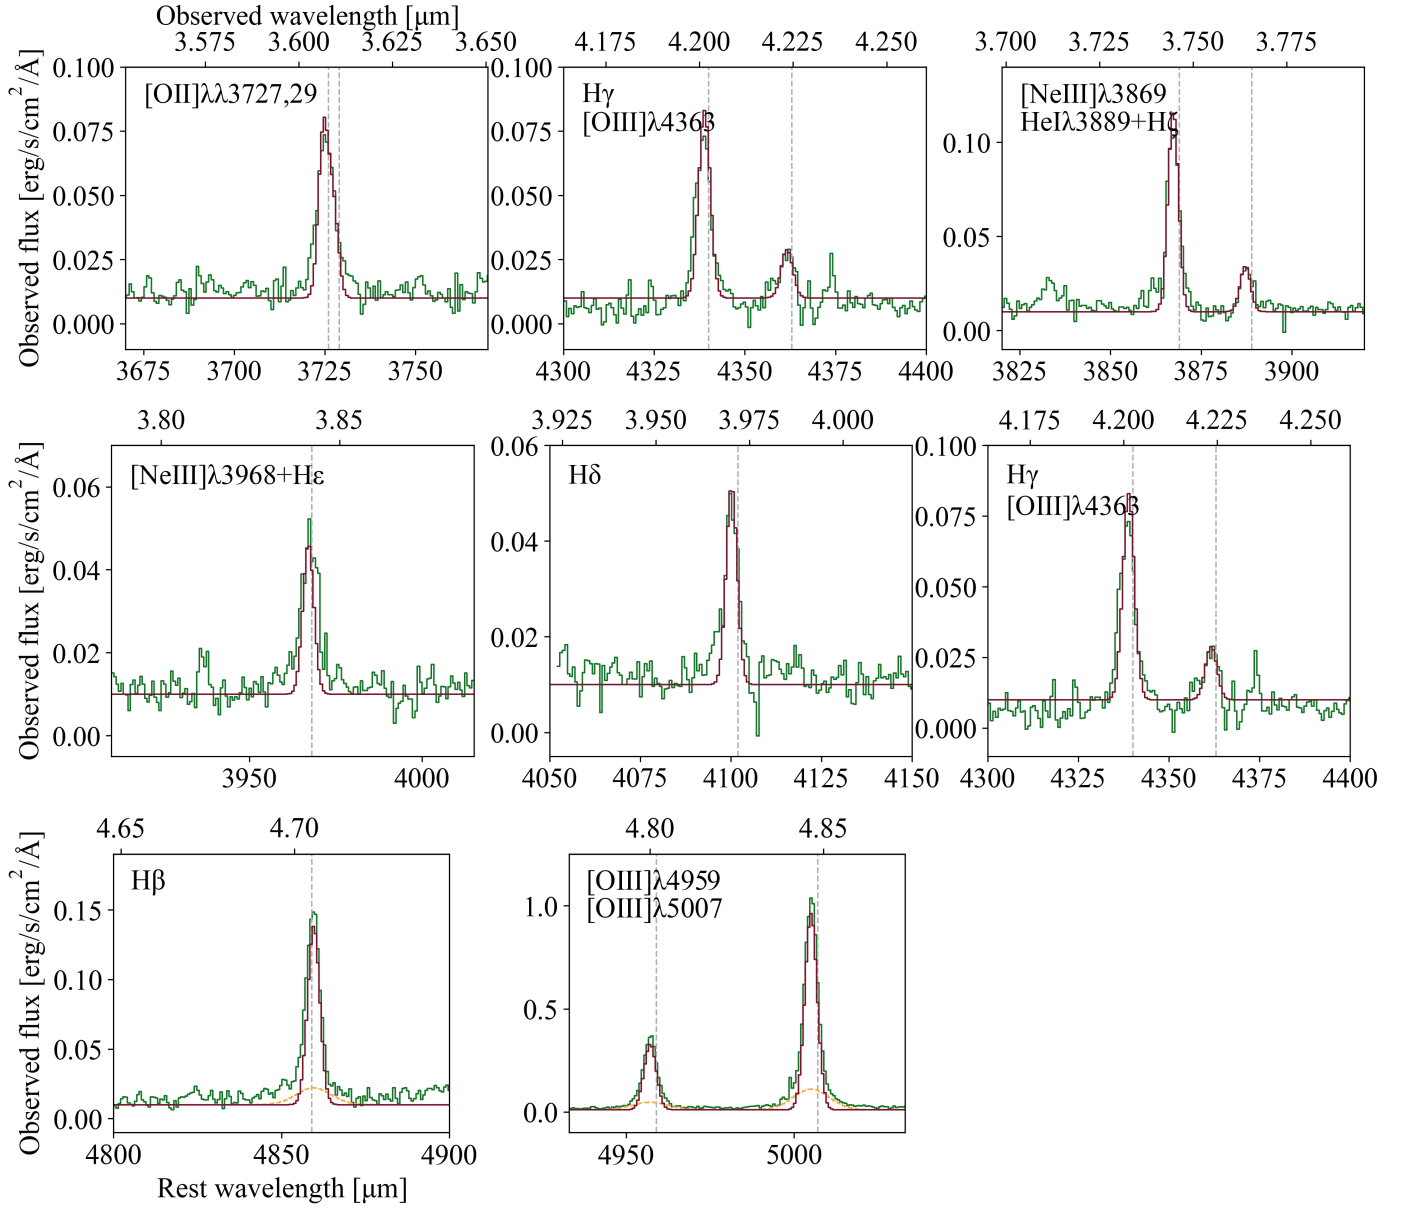 Observed wavelength [μm]
3.575 3.600 3.625 3.650
4.175 4.200 4.225 4.250
3.700 3.725 3.750 3.775
Observed flux [erg/s/cm²/Å]
0.100
0.075
0.050
0.025
0.000
[OII]λλ3727,29
3675 3700 3725 3750
0.100
0.075
0.050
0.025
0.000
Hγ
[OIII]λ4363
4300 4325 4350 4375 4400
0.10
0.05
0.00
[NeIII]λ3869
HeIλ3889+Hζ
3825 3850 3875 3900
3.80 3.85
3.925 3.950 3.975 4.000
4.175 4.200 4.225 4.250
Observed flux [erg/s/cm²/Å]
0.06
0.04
0.02
0.00
[NeIII]λ3968+Hε
3950 4000
0.06
0.04
0.02
0.00
Hδ
4050 4075 4100 4125 4150
0.100
0.075
0.050
0.025
0.000
Hγ
[OIII]λ4363
4300 4325 4350 4375 4400
4.65 4.70
4.80 4.85
Observed flux [erg/s/cm²/Å]
0.15
0.10
0.05
0.00
Hβ
4800 4850 4900
Rest wavelength [μm]
1.0
0.5
0.0
[OIII]λ4959
[OIII]λ5007
4950 5000